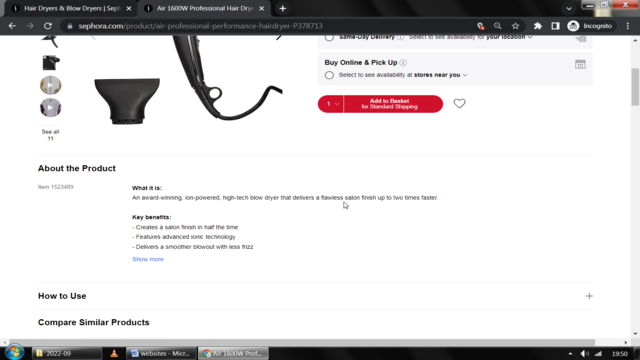 Hair Dryers & Blow Dryers | Seph
Air 1600W Professional Hair Drye
sephora.com/product/air-professional-performance-hairdryer-P378713
Incognito
Same-Day Delivery
Select to see availability for your location
Buy Online & Pick Up
Select to see availability at stores near you
1
Add to Basket
for Standard Shipping
See all
11
About the Product
Item 1523489
What it is:
An award-winning, ion-powered, high-tech blow dryer that delivers a flawless salon finish up to two times faster.
Key benefits:
- Creates a salon finish in half the time
- Features advanced ionic technology
- Delivers a smoother blowout with less frizz
Show more
How to Use
Compare Similar Products
2022-09
websites - Micr...
Air 1600W Prof...
19:50